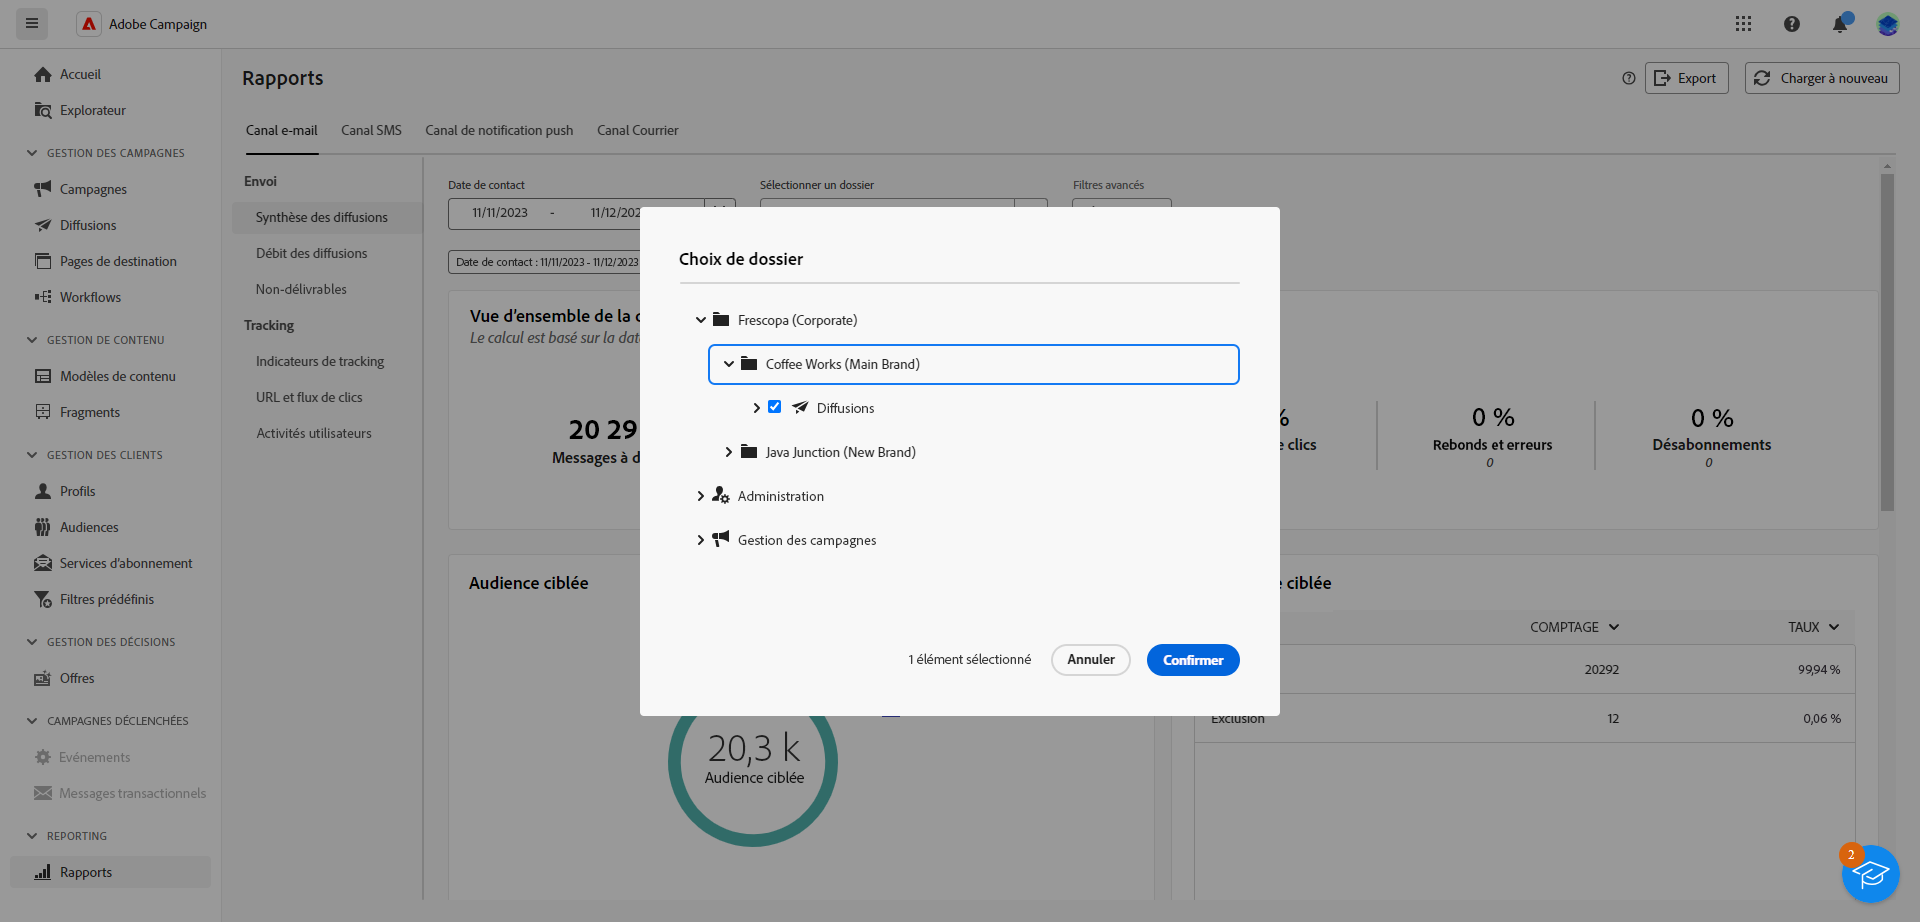 Adobe Campaign
Accueil
Explorateur
GESTION DES CAMPAGNES
Campagnes
Diffusions
Pages de destination
Workflows
GESTION DE CONTENU
Modèles de contenu
Fragments
GESTION DES CLIENTS
Profils
Audiences
Services d'abonnement
Filtres prédéfinis
GESTION DES DÉCISIONS
Offres
CAMPAGNES DÉCLENCHÉES
Evénements
Messages transactionnels
REPORTING
Rapports
Rapports
Export
Charger à nouveau
Canal e-mail Canal SMS Canal de notification push Canal Courrier
Envoi
Synthèse des diffusions
Débit des diffusions
Non-délivrables
Tracking
Indicateurs de tracking
URL et flux de clics
Activités utilisateurs
Date de contact Sélectionner un dossier Filtres avancés
11/11/2023 - 11/12/202
Date de contact : 11/11/2023 - 11/12/2023
Vue d'ensemble de la
Le calcul est basé sur la dat
20 29
Messages à d
% 0 % 0 %
clics Rebonds et erreurs Désabonnements
0 0
Choix de dossier
Frescopa (Corporate)
Coffee Works (Main Brand)
Diffusions
Java Junction (New Brand)
Administration
Gestion des campagnes
1 élément sélectionné Annuler Confirmer
Audience ciblée
20,3 k
Audience ciblée
ciblée
COMPTAGE TAUX
20292 99,94 %
Exclusion 12 0,06 %
2